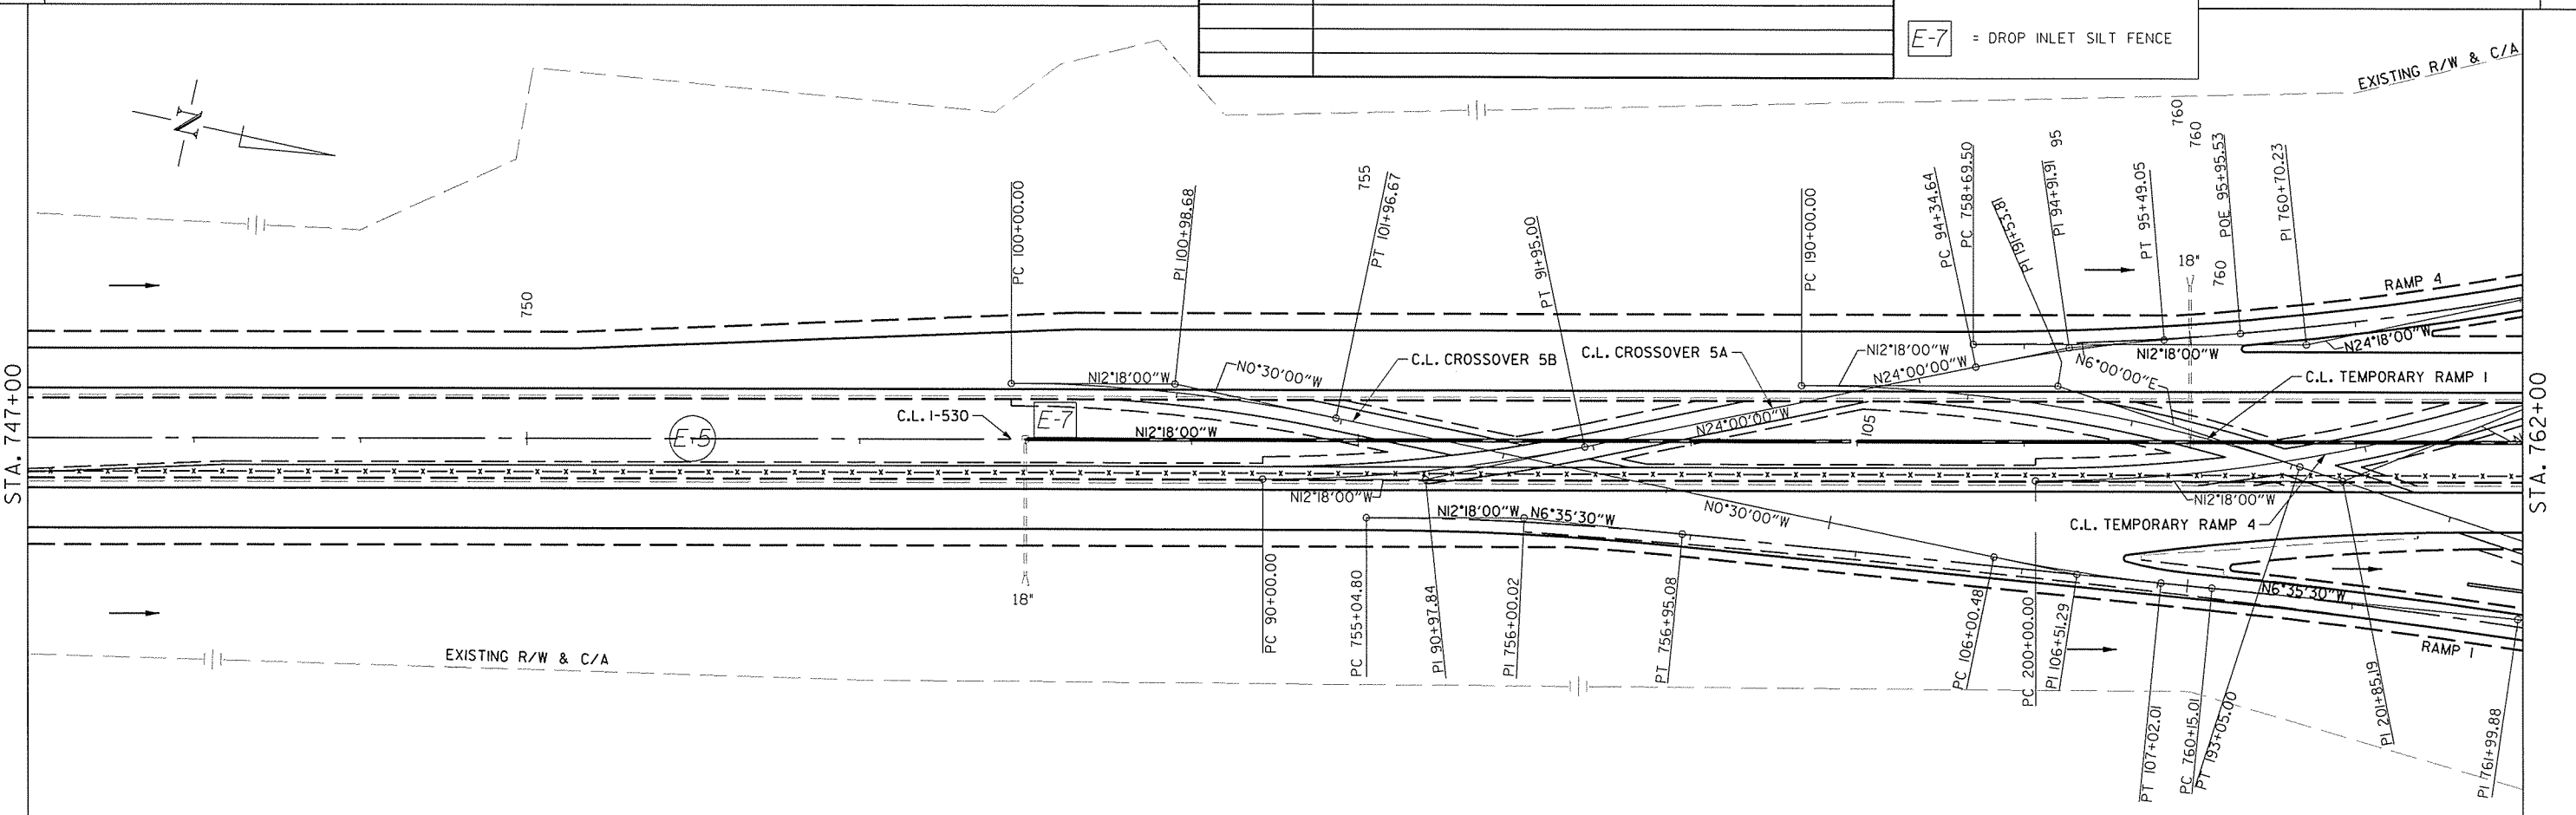 E-7 = DROP INLET SILT FENCE
EXISTING R/W & C/A
N
760
760
PC 100+00.00
PI 100+98.68
755
PT 101+96.67
PT 91+95.00
PC 190+00.00
PC 94+34.64
PC 758+69.50
PI 191+53.81
PI 94+91.91
95
PT 95+49.05
18"
760
POE 95+95.53
PI 760+70.23
750
RAMP 4
N12°18'00"W
N0°30'00"W
C.L. CROSSOVER 5B
C.L. CROSSOVER 5A
N12°18'00"W
N24°00'00"W
N6°00'00"E
N12°18'00"W
N24°18'00"W
C.L. TEMPORARY RAMP 1
STA. 747+00
STA. 762+00
E-5
C.L. I-530
E-7
N12°18'00"W
N24°00'00"W
105
N12°18'00"W
N12°18'00"W
N6°35'30"W
N0°30'00"W
N12°18'00"W
C.L. TEMPORARY RAMP 4
N6°35'30"W
18"
PC 90+00.00
PC 755+04.80
PI 90+97.84
PI 756+00.02
PT 756+95.08
PC 106+00.48
PC 200+00.00
PI 106+51.29
PT 107+02.01
PC 760+15.01
PT 193+05.00
PI 201+85.19
PI 761+99.88
RAMP 1
EXISTING R/W & C/A